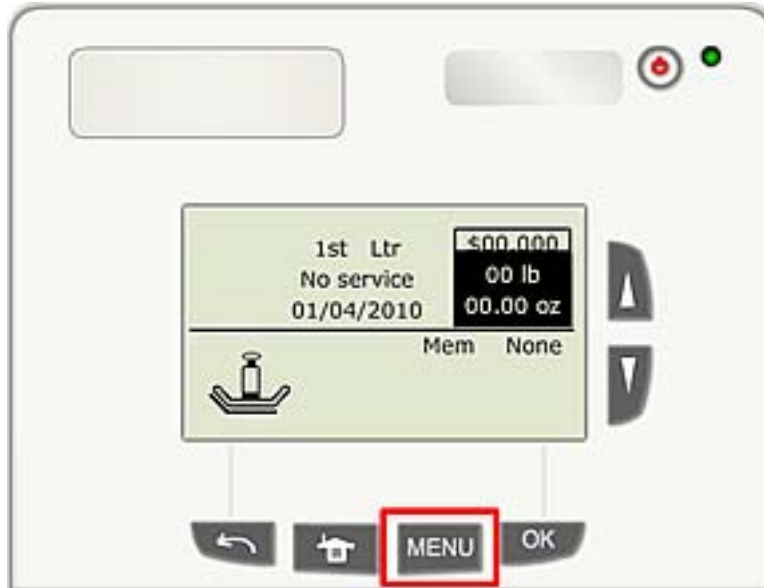 1st Ltr
$00.000
No service
00 lb
01/04/2010
00.00 oz
Mem None
MENU
OK